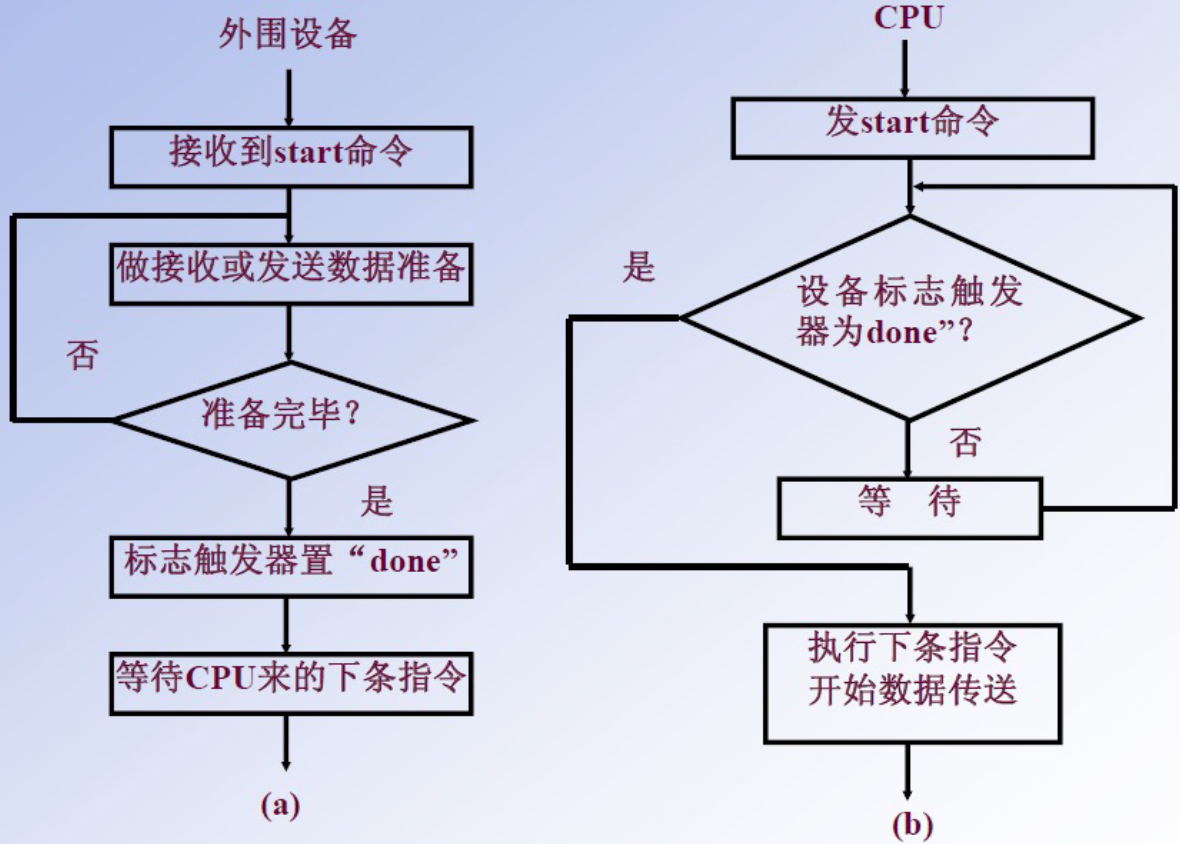 外围设备
接收到start命令
做接收或发送数据准备
否
准备完毕？
是
标志触发器置“done”
等待CPU来的下条指令
(a)
CPU
发start命令
是
设备标志触发
器为done”？
否
等 待
执行下条指令
开始数据传送
(b)